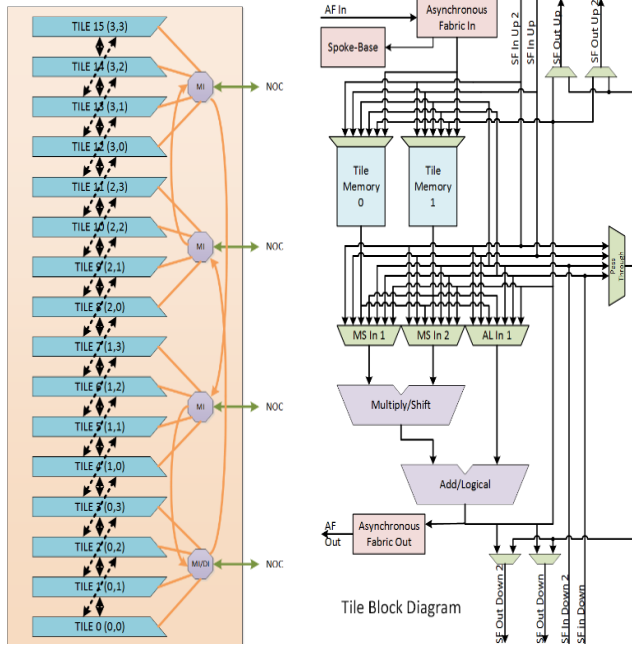 TILE 15 (3,3)
TILE 14 (3,2)
TILE 13 (3,1)
TILE 12 (3,0)
TILE 11 (2,3)
TILE 10 (2,2)
TILE 9 (2,1)
TILE 8 (2,0)
TILE 7 (1,3)
TILE 6 (1,2)
TILE 5 (1,1)
TILE 4 (1,0)
TILE 3 (0,3)
TILE 2 (0,2)
TILE 1 (0,1)
TILE 0 (0,0)
MI
NOC
MI
NOC
MI
NOC
MI/DI
NOC
AF In
Asynchronous
Fabric In
Spoke-Base
SF In Up 2
SF In Up
SF Out Up
SF Out Up 2
Tile
Memory
0
Tile
Memory
1
Pass
Through
MS In 1
MS In 2
AL In 1
Multiply/Shift
Add/Logical
AF
Out
Asynchronous
Fabric Out
SF Out Down 2
SF Out Down
SF In Down 2
SF in Down
Tile Block Diagram